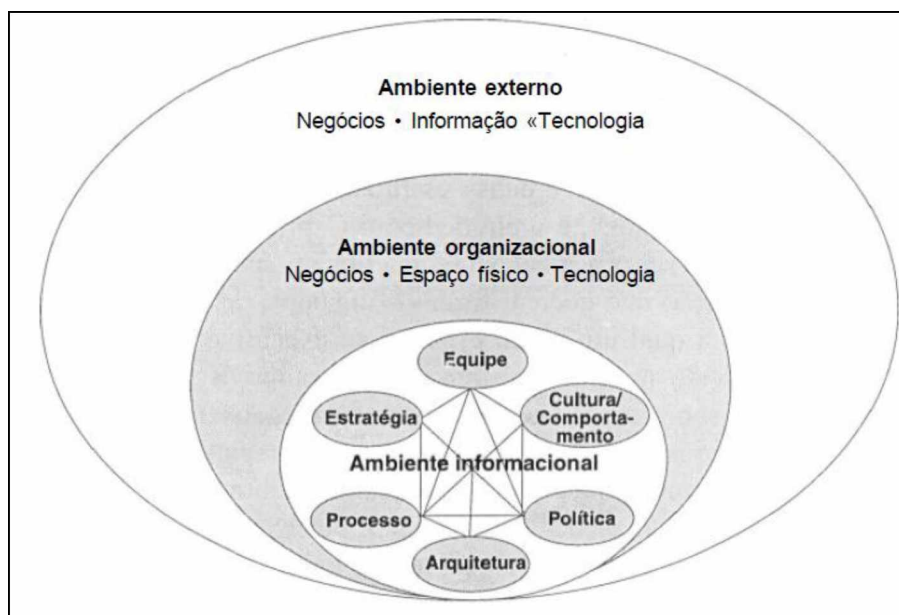 Ambiente externo
Negócios • Informação «Tecnologia
Ambiente organizacional
Negócios • Espaço físico • Tecnologia
Equipe
Estratégia
Cultura/
Comporta-
mento
Ambiente informacional
Processo
Política
Arquitetura